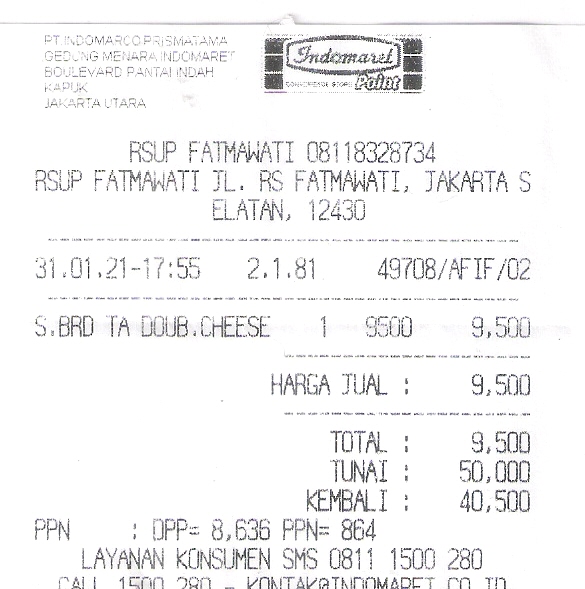 PT.INDOMARCO PRISMATAMA
GEDUNG MENARA INDOMARET
BOULEVARD PANTAI INDAH
KAPUK
JAKARTA UTARA
Indomaret
CONVENIENCE STORE Point
RSUP FATMAWATI 08118328734
RSUP FATMAWATI JL. RS FATMAWATI, JAKARTA S
ELATAN, 12430
31.01.21-17:55 2.1.81 49708/AFIF/02
S.BRD TA DOUB.CHEESE 1 9500 9,500
HARGA JUAL : 9,500
TOTAL : 9,500
TUNAI : 50,000
KEMBALI : 40,500
PPN : DPP= 8,636 PPN= 864
LAYANAN KONSUMEN SMS 0811 1500 280
CALL 1500 280 - KONTAK@INDOMARET.CO.ID